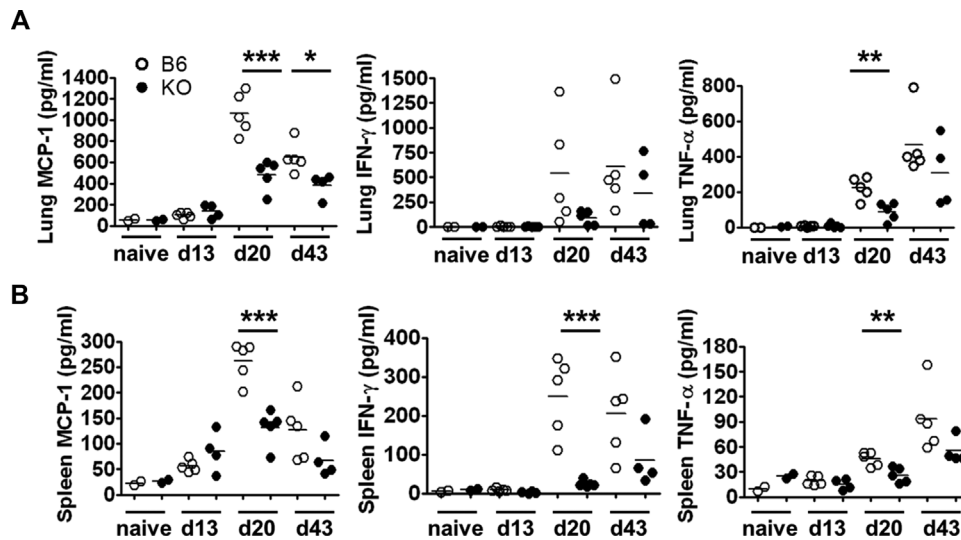 A
*** *
B6
KO
Lung MCP-1 (pg/ml)
1400
1200
1000
800
600
400
200
0
naive d13 d20 d43
Lung IFN-γ (pg/ml)
1500
1250
1000
750
500
250
0
naive d13 d20 d43
**
Lung TNF-α (pg/ml)
800
600
400
200
0
naive d13 d20 d43
B
***
Spleen MCP-1 (pg/ml)
300
250
200
150
100
50
0
naive d13 d20 d43
***
Spleen IFN-γ (pg/ml)
400
300
200
100
0
naive d13 d20 d43
**
Spleen TNF-α (pg/ml)
180
150
120
90
60
30
0
naive d13 d20 d43